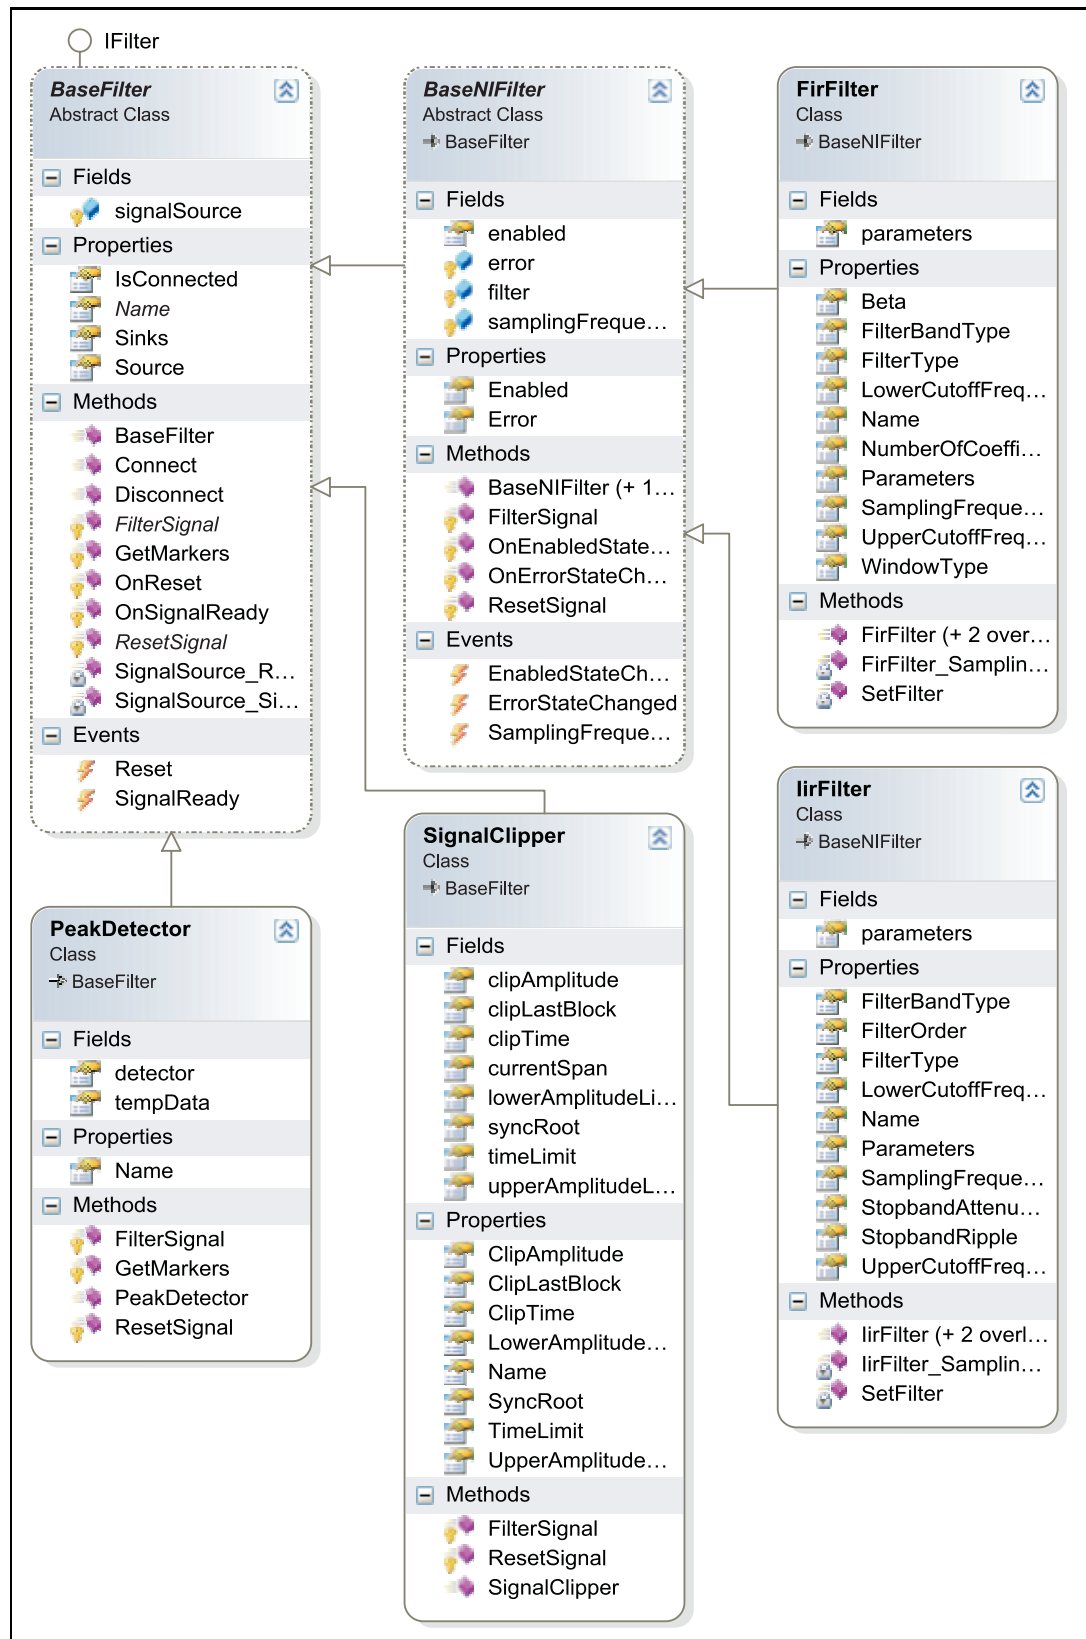 IFilter
BaseFilter
Abstract Class
Fields
signalSource
Properties
IsConnected
Name
Sinks
Source
Methods
BaseFilter
Connect
Disconnect
FilterSignal
GetMarkers
OnReset
OnSignalReady
ResetSignal
SignalSource_R...
SignalSource_Si...
Events
Reset
SignalReady
PeakDetector
Class
BaseFilter
Fields
detector
tempData
Properties
Name
Methods
FilterSignal
GetMarkers
PeakDetector
ResetSignal
BaseNIFilter
Abstract Class
BaseFilter
Fields
enabled
error
filter
samplingFreque...
Properties
Enabled
Error
Methods
BaseNIFilter (+ 1...
FilterSignal
OnEnabledState...
OnErrorStateCh...
ResetSignal
Events
EnabledStateCh...
ErrorStateChanged
SamplingFreque...
SignalClipper
Class
BaseFilter
Fields
clipAmplitude
clipLastBlock
clipTime
currentSpan
lowerAmplitudeLi...
syncRoot
timeLimit
upperAmplitudeL...
Properties
ClipAmplitude
ClipLastBlock
ClipTime
LowerAmplitude...
Name
SyncRoot
TimeLimit
UpperAmplitude...
Methods
FilterSignal
ResetSignal
SignalClipper
FirFilter
Class
BaseNIFilter
Fields
parameters
Properties
Beta
FilterBandType
FilterType
LowerCutoffFreq...
Name
NumberOfCoeffi...
Parameters
SamplingFreque...
UpperCutoffFreq...
WindowType
Methods
FirFilter (+ 2 over...
FirFilter_Samplin...
SetFilter
IirFilter
Class
BaseNIFilter
Fields
parameters
Properties
FilterBandType
FilterOrder
FilterType
LowerCutoffFreq...
Name
Parameters
SamplingFreque...
StopbandAttenu...
StopbandRipple
UpperCutoffFreq...
Methods
IirFilter (+ 2 overl...
IirFilter_Samplin...
SetFilter